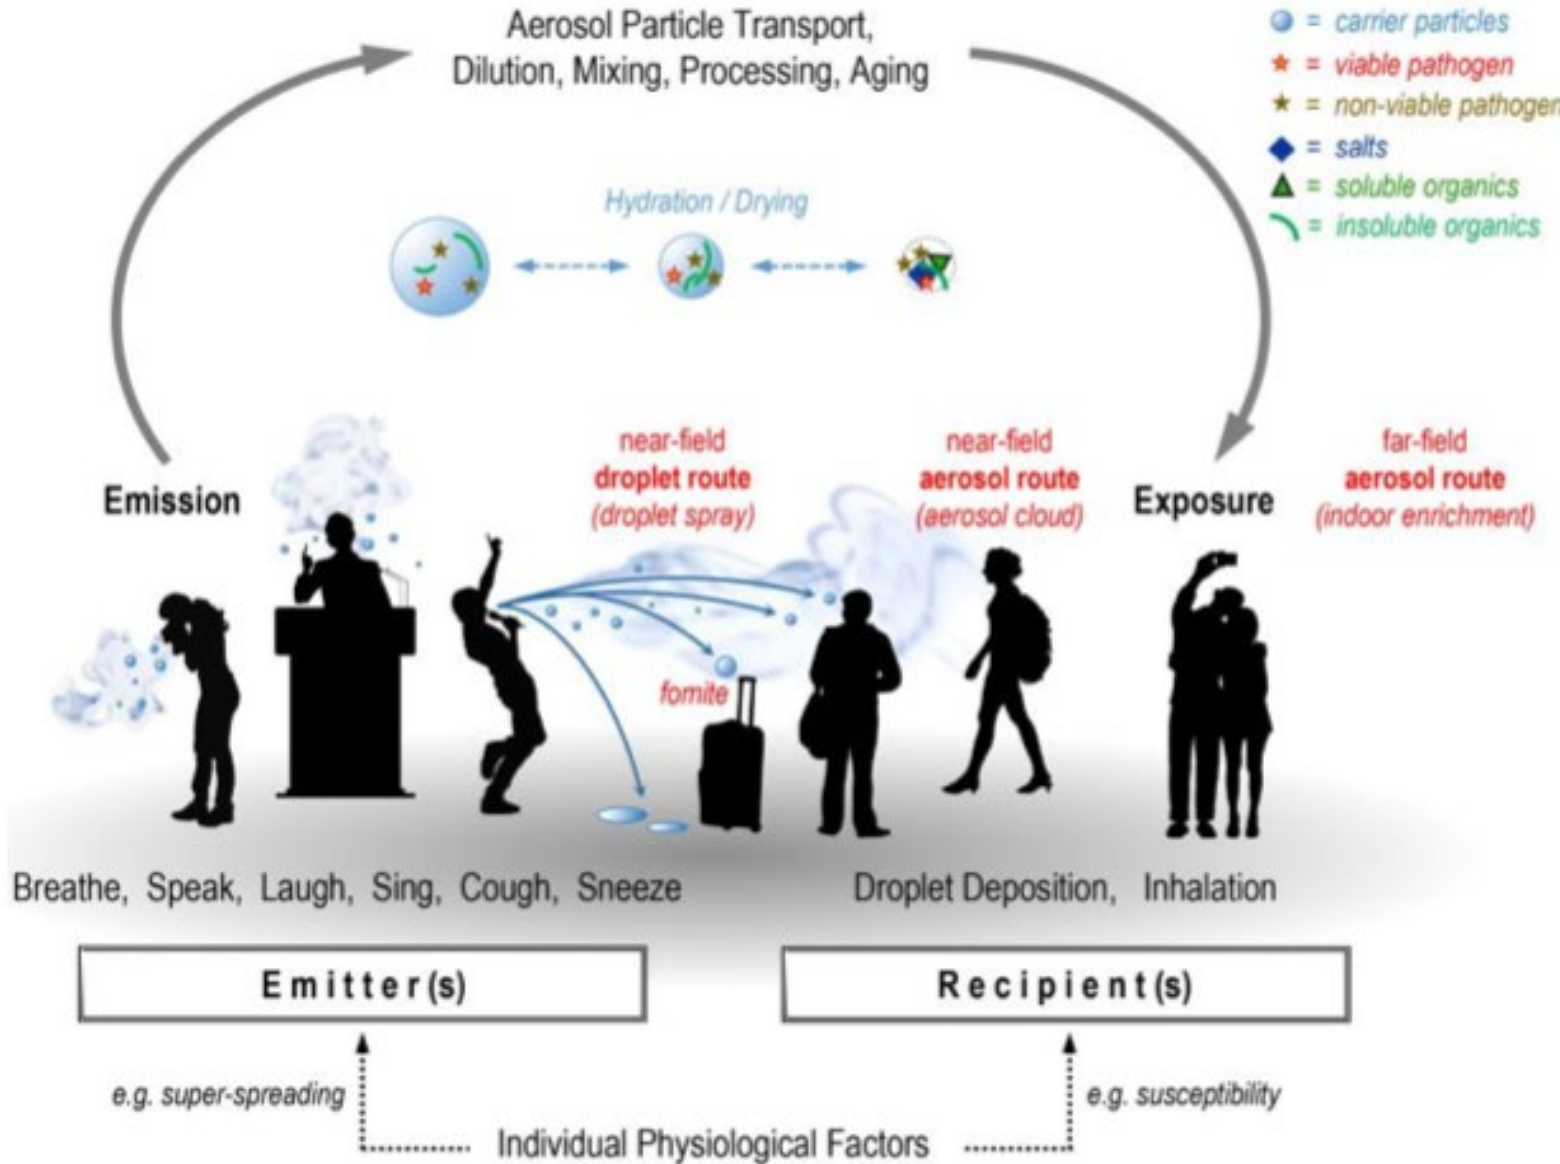 Aerosol Particle Transport,
Dilution, Mixing, Processing, Aging
= carrier particles
= viable pathogen
= non-viable pathogen
= salts
= soluble organics
= insoluble organics
Hydration / Drying
Emission
near-field
droplet route
(droplet spray)
near-field
aerosol route
(aerosol cloud)
Exposure
far-field
aerosol route
(indoor enrichment)
fomite
Breathe, Speak, Laugh, Sing, Cough, Sneeze
Droplet Deposition, Inhalation
Emitter(s)
Recipient(s)
e.g. super-spreading
e.g. susceptibility
Individual Physiological Factors